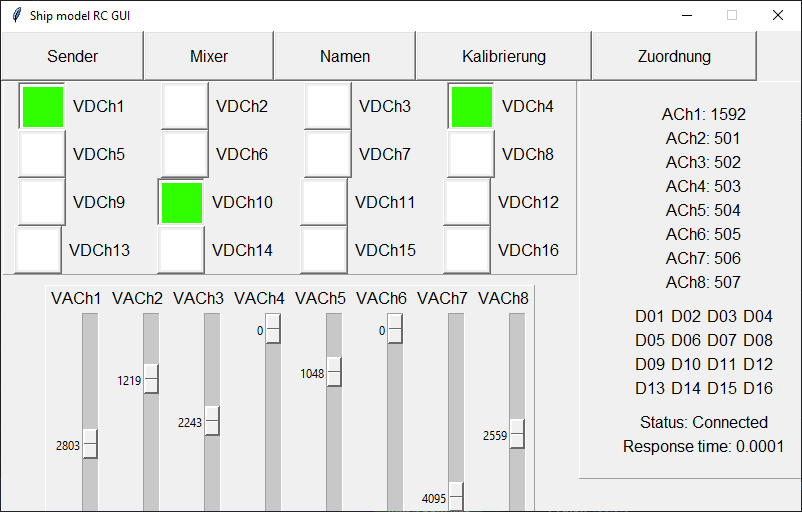 Ship model RC GUI
Sender Mixer Namen Kalibrierung Zuordnung
VDCh1 VDCh2 VDCh3 VDCh4
VDCh5 VDCh6 VDCh7 VDCh8
VDCh9 VDCh10 VDCh11 VDCh12
VDCh13 VDCh14 VDCh15 VDCh16
VACh1 VACh2 VACh3 VACh4 VACh5 VACh6 VACh7 VACh8
2803 1219 2243 0 1048 0 4095 2559
ACh1: 1592
ACh2: 501
ACh3: 502
ACh4: 503
ACh5: 504
ACh6: 505
ACh7: 506
ACh8: 507
D01 D02 D03 D04
D05 D06 D07 D08
D09 D10 D11 D12
D13 D14 D15 D16
Status: Connected
Response time: 0.0001